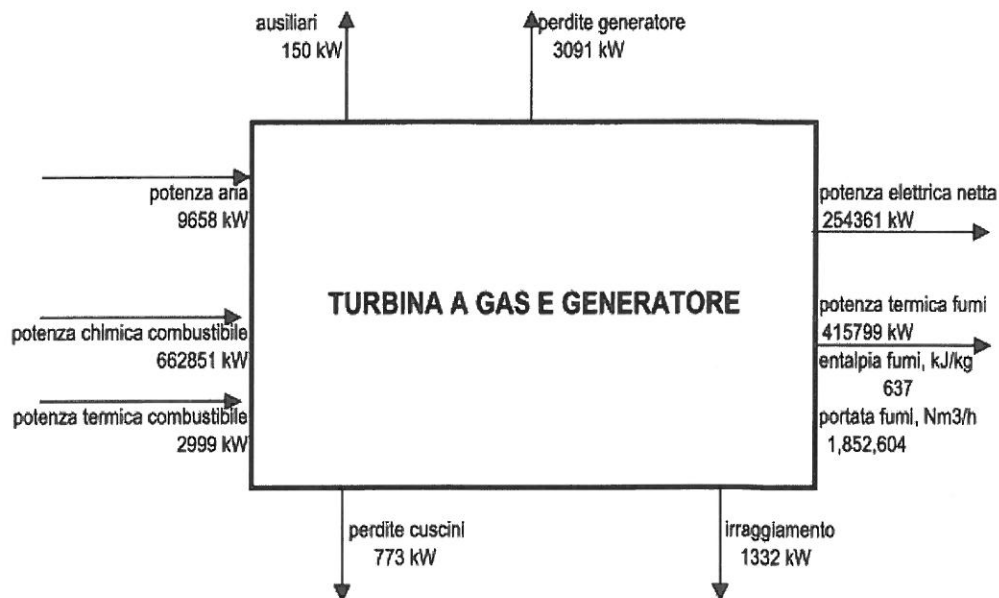 ausiliari
150 kW
perdite generatore
3091 kW
potenza aria
9658 kW
potenza elettrica netta
254361 kW
TURBINA A GAS E GENERATORE
potenza chimica combustibile
662851 kW
potenza termica fumi
415799 kW
entalpia fumi, kJ/kg
637
potenza termica combustibile
2999 kW
portata fumi, Nm3/h
1,852,604
perdite cuscini
773 kW
irraggiamento
1332 kW